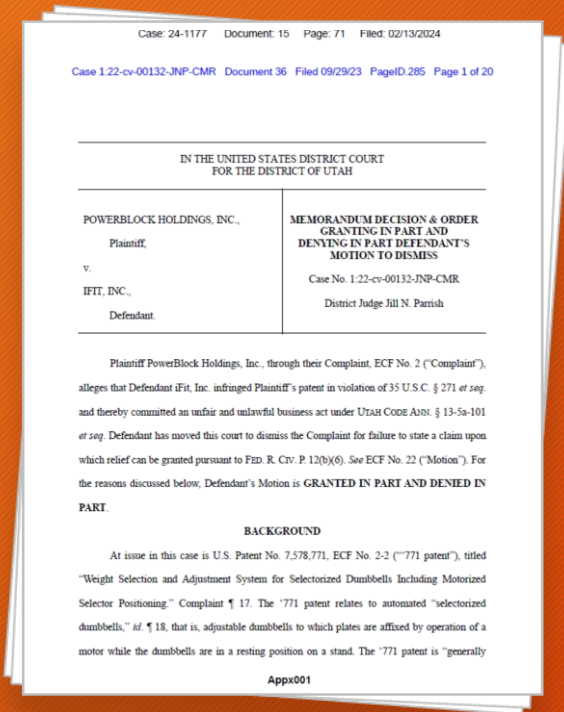 Case: 24-1177 Document: 15 Page: 71 Filed: 02/13/2024
Case 1:22-cv-00132-JNP-CMR Document 36 Filed 09/29/23 PageID.285 Page 1 of 20
IN THE UNITED STATES DISTRICT COURT
FOR THE DISTRICT OF UTAH
POWERBLOCK HOLDINGS, INC.,
Plaintiff,
v.
IFIT, INC.,
Defendant.
MEMORANDUM DECISION & ORDER
GRANTING IN PART AND
DENYING IN PART DEFENDANT'S
MOTION TO DISMISS
Case No. 1:22-cv-00132-JNP-CMR
District Judge Jill N. Parrish
Plaintiff PowerBlock Holdings, Inc., through their Complaint, ECF No. 2 (“Complaint”),
alleges that Defendant iFit, Inc. infringed Plaintiff’s patent in violation of 35 U.S.C. § 271 et seq.
and thereby committed an unfair and unlawful business act under UTAH CODE ANN. § 13-5a-101
et seq. Defendant has moved this court to dismiss the Complaint for failure to state a claim upon
which relief can be granted pursuant to FED. R. CIV. P. 12(b)(6). See ECF No. 22 (“Motion”). For
the reasons discussed below, Defendant’s Motion is GRANTED IN PART AND DENIED IN
PART.
BACKGROUND
At issue in this case is U.S. Patent No. 7,578,771, ECF No. 2-2 (“‘771 patent”), titled
“Weight Selection and Adjustment System for Selectorized Dumbbells Including Motorized
Selector Positioning.” Complaint ¶ 17. The ‘771 patent relates to automated “selectorized
dumbbells,” id. ¶ 18, that is, adjustable dumbbells to which plates are affixed by operation of a
motor while the dumbbells are in a resting position on a stand. The ‘771 patent is “generally
Appx001